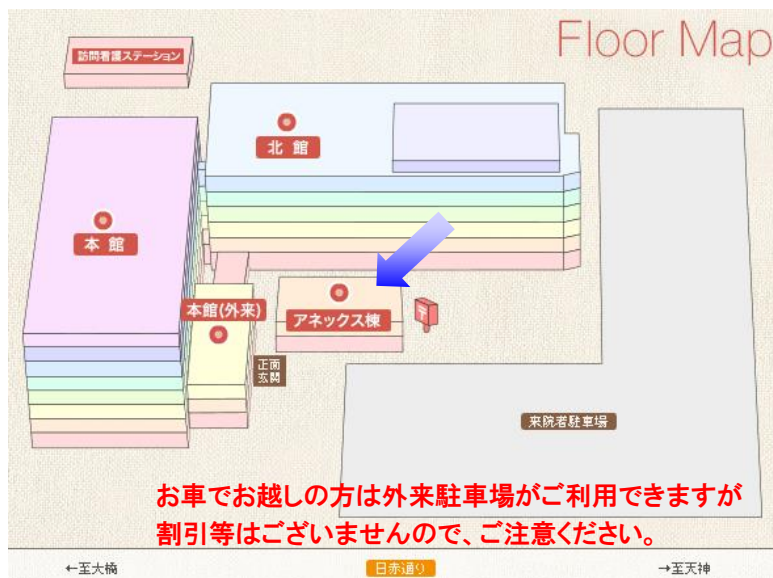 Floor Map
訪問看護ステーション
北館
本館
本館(外来)
アネックス棟
〒
正面
玄関
来院者駐車場
お車でお越しの方は外来駐車場がご利用できますが
割引等はございませんので、ご注意ください。
←至大楠
日赤通り
→至天神